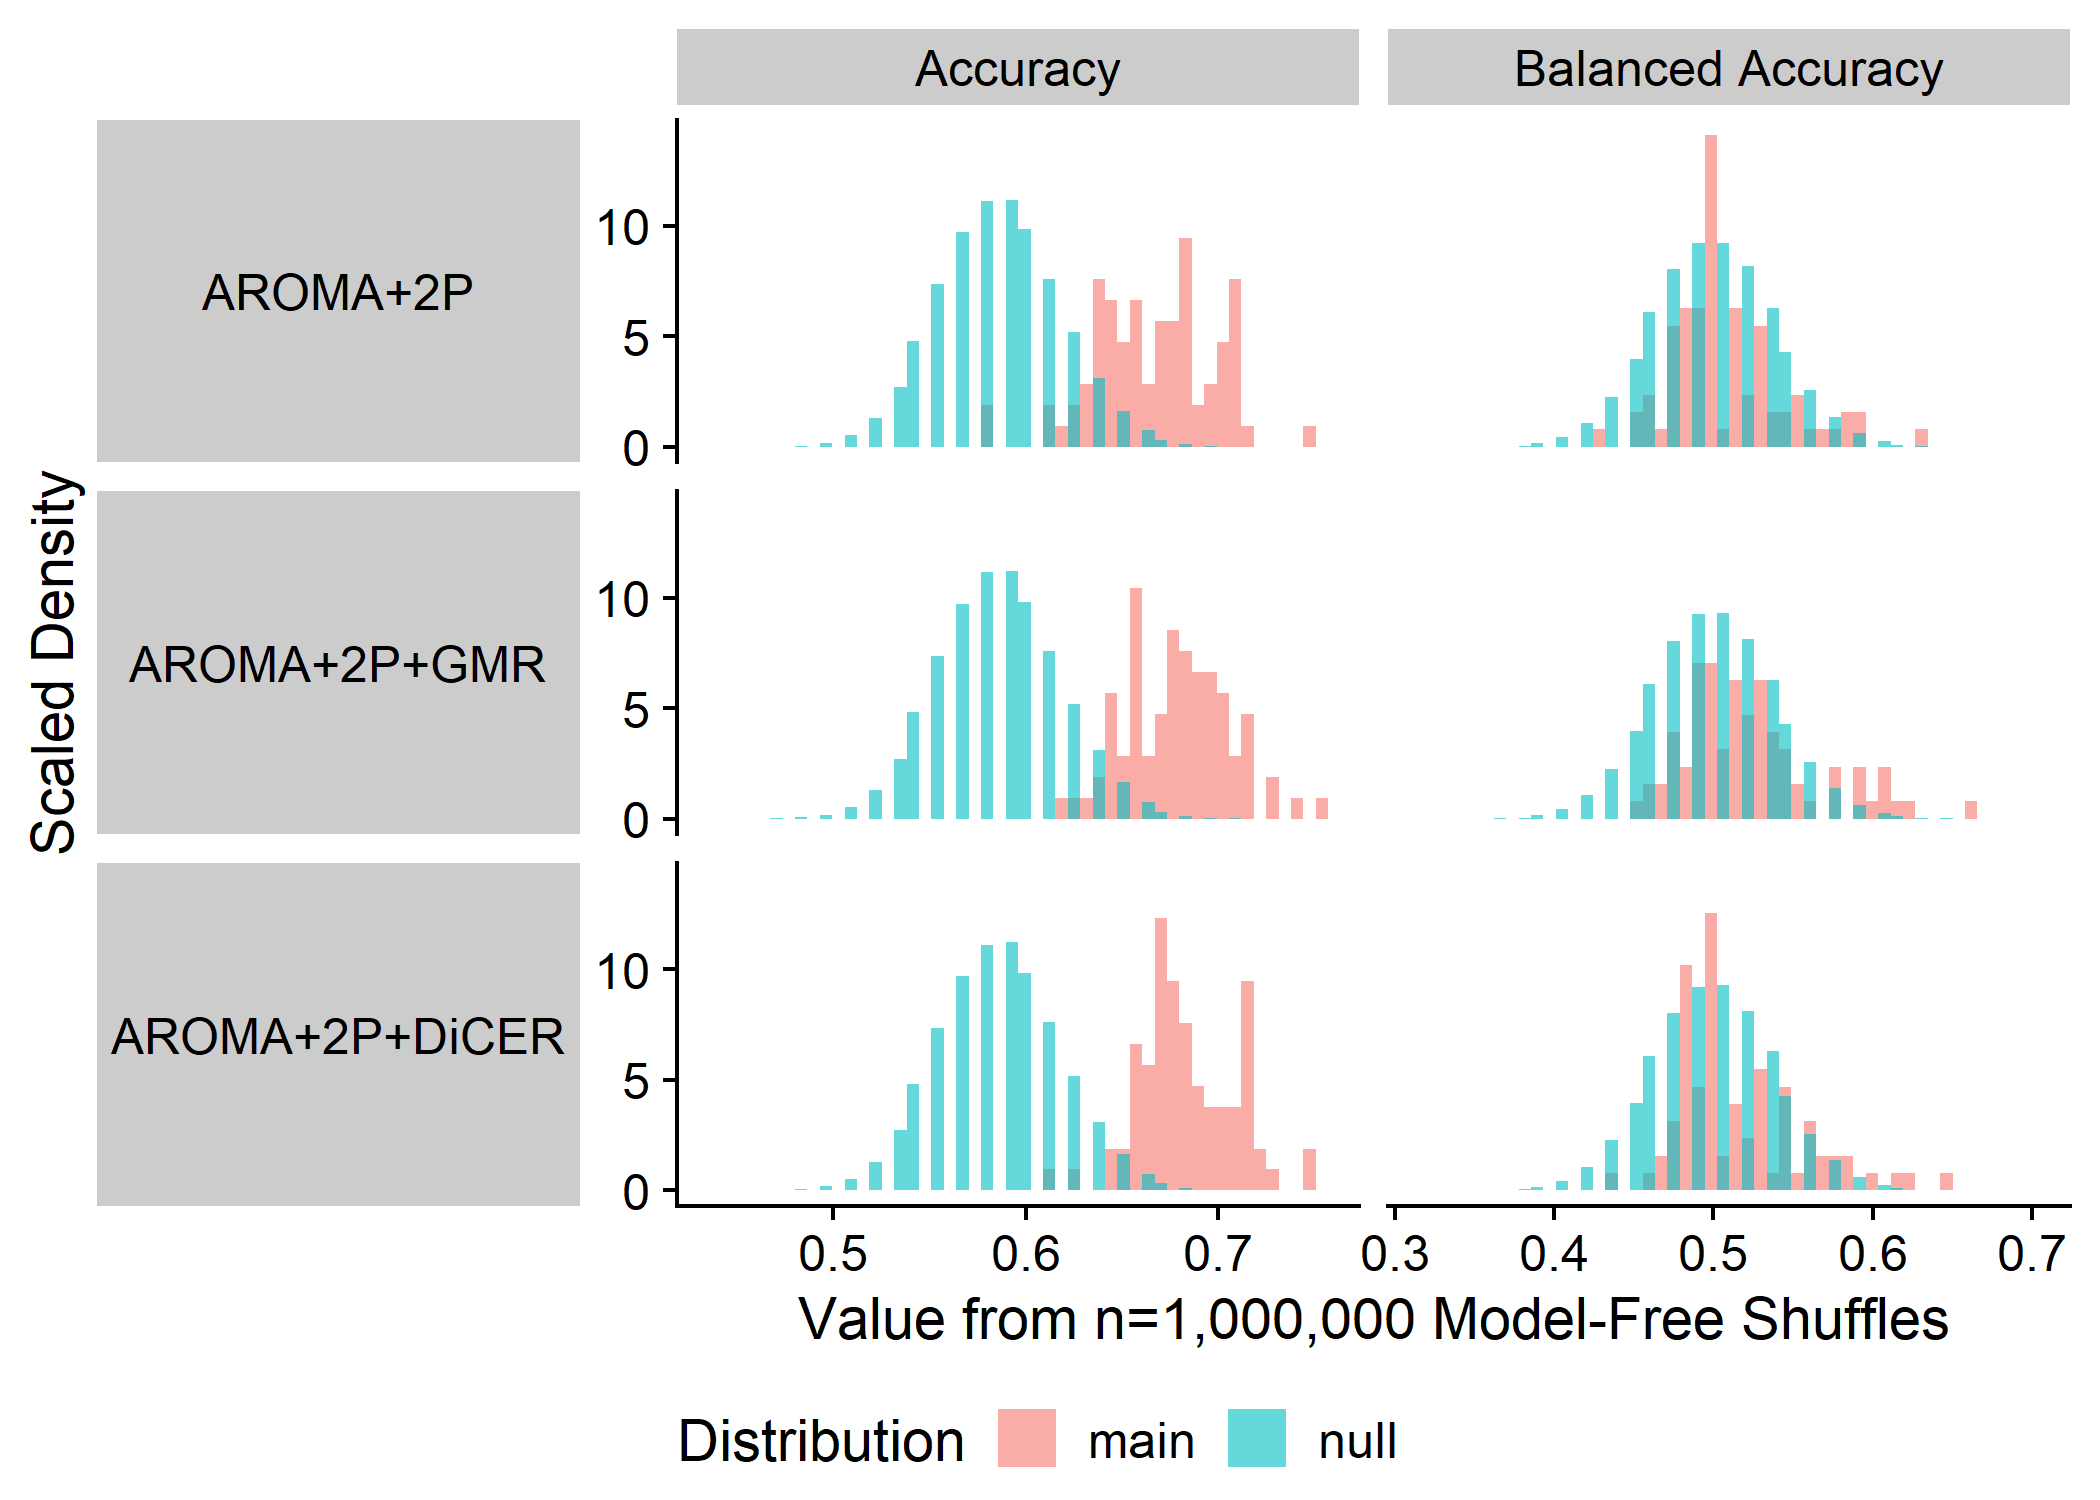 Accuracy
Balanced Accuracy
AROMA+2P
10
5
0
AROMA+2P+GMR
10
5
0
AROMA+2P+DiCER
10
5
0
Scaled Density
0.5 0.6 0.7
0.3 0.4 0.5 0.6 0.7
Value from n=1,000,000 Model-Free Shuffles
Distribution main null